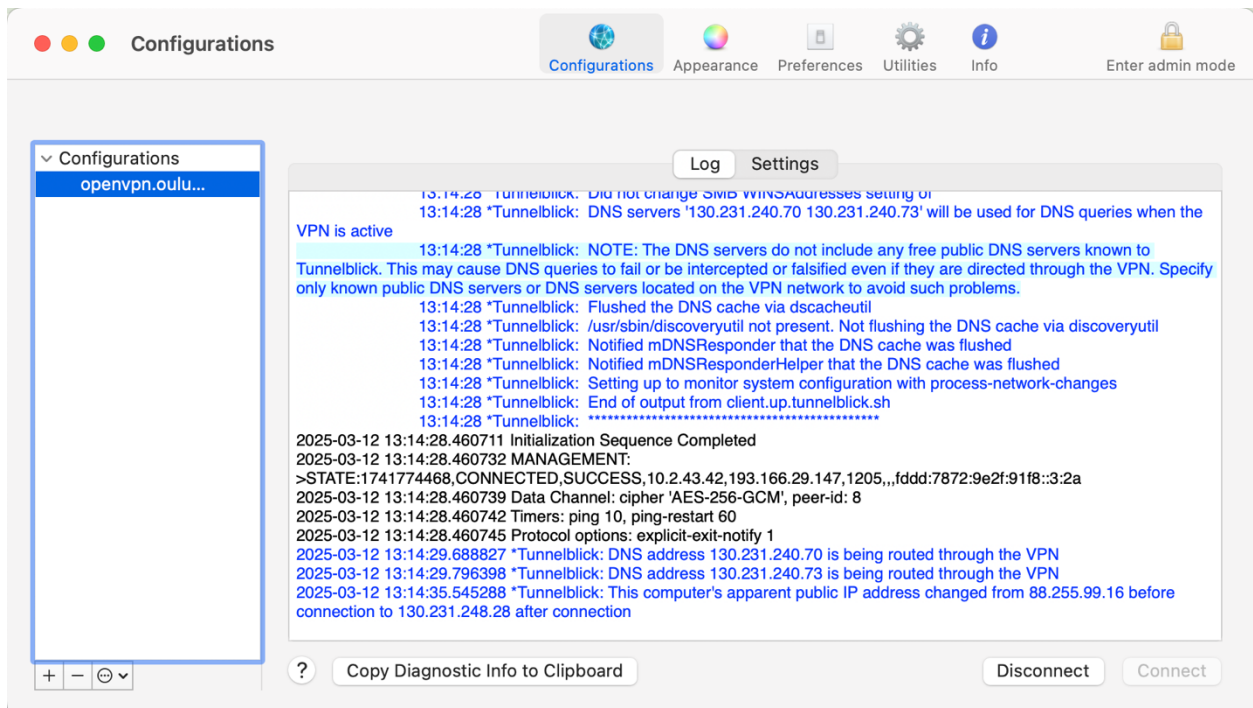 Configurations
Configurations
Appearance
Preferences
Utilities
Info
Enter admin mode
Configurations
openvpn.oulu...
Log
Settings
13:14:28 *Tunnelblick: Did not change SMB WINSAddresses setting of
13:14:28 *Tunnelblick: DNS servers '130.231.240.70 130.231.240.73' will be used for DNS queries when the
VPN is active
13:14:28 *Tunnelblick: NOTE: The DNS servers do not include any free public DNS servers known to
Tunnelblick. This may cause DNS queries to fail or be intercepted or falsified even if they are directed through the VPN. Specify
only known public DNS servers or DNS servers located on the VPN network to avoid such problems.
13:14:28 *Tunnelblick: Flushed the DNS cache via dscacheutil
13:14:28 *Tunnelblick: /usr/sbin/discoveryutil not present. Not flushing the DNS cache via discoveryutil
13:14:28 *Tunnelblick: Notified mDNSResponder that the DNS cache was flushed
13:14:28 *Tunnelblick: Notified mDNSResponderHelper that the DNS cache was flushed
13:14:28 *Tunnelblick: Setting up to monitor system configuration with process-network-changes
13:14:28 *Tunnelblick: End of output from client.up.tunnelblick.sh
13:14:28 *Tunnelblick: **********************************************
2025-03-12 13:14:28.460711 Initialization Sequence Completed
2025-03-12 13:14:28.460732 MANAGEMENT:
>STATE:1741774468,CONNECTED,SUCCESS,10.2.43.42,193.166.29.147,1205,,,fddd:7872:9e2f:91f8::3:2a
2025-03-12 13:14:28.460739 Data Channel: cipher 'AES-256-GCM', peer-id: 8
2025-03-12 13:14:28.460742 Timers: ping 10, ping-restart 60
2025-03-12 13:14:28.460745 Protocol options: explicit-exit-notify 1
2025-03-12 13:14:29.688827 *Tunnelblick: DNS address 130.231.240.70 is being routed through the VPN
2025-03-12 13:14:29.796398 *Tunnelblick: DNS address 130.231.240.73 is being routed through the VPN
2025-03-12 13:14:35.545288 *Tunnelblick: This computer's apparent public IP address changed from 88.255.99.16 before
connection to 130.231.248.28 after connection
?
Copy Diagnostic Info to Clipboard
Disconnect
Connect